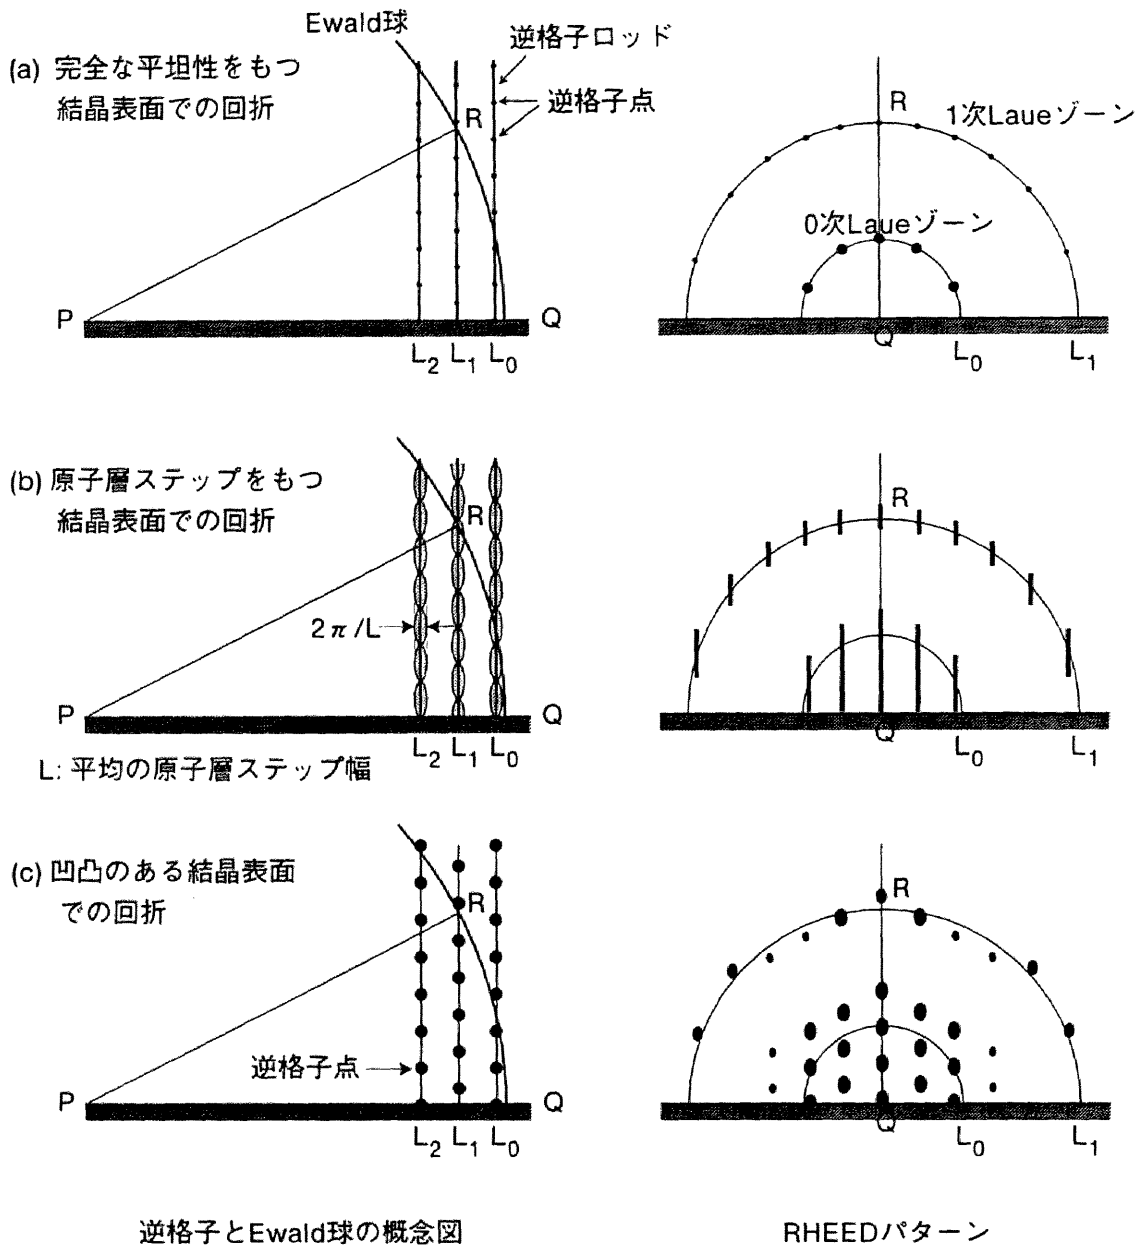 Ewald球
(a) 完全な平坦性をもつ
結晶表面での回折
逆格子ロッド
逆格子点
R
P
Q
L2 L1 L0
R
1次Laueゾーン
0次Laueゾーン
Q
L0
L1
(b) 原子層ステップをもつ
結晶表面での回折
R
2π/L
P
Q
L2 L1 L0
L: 平均の原子層ステップ幅
R
Q
L0
L1
(c) 凹凸のある結晶表面
での回折
R
逆格子点
P
Q
L2 L1 L0
R
Q
L0
L1
逆格子とEwald球の概念図
RHEEDパターン